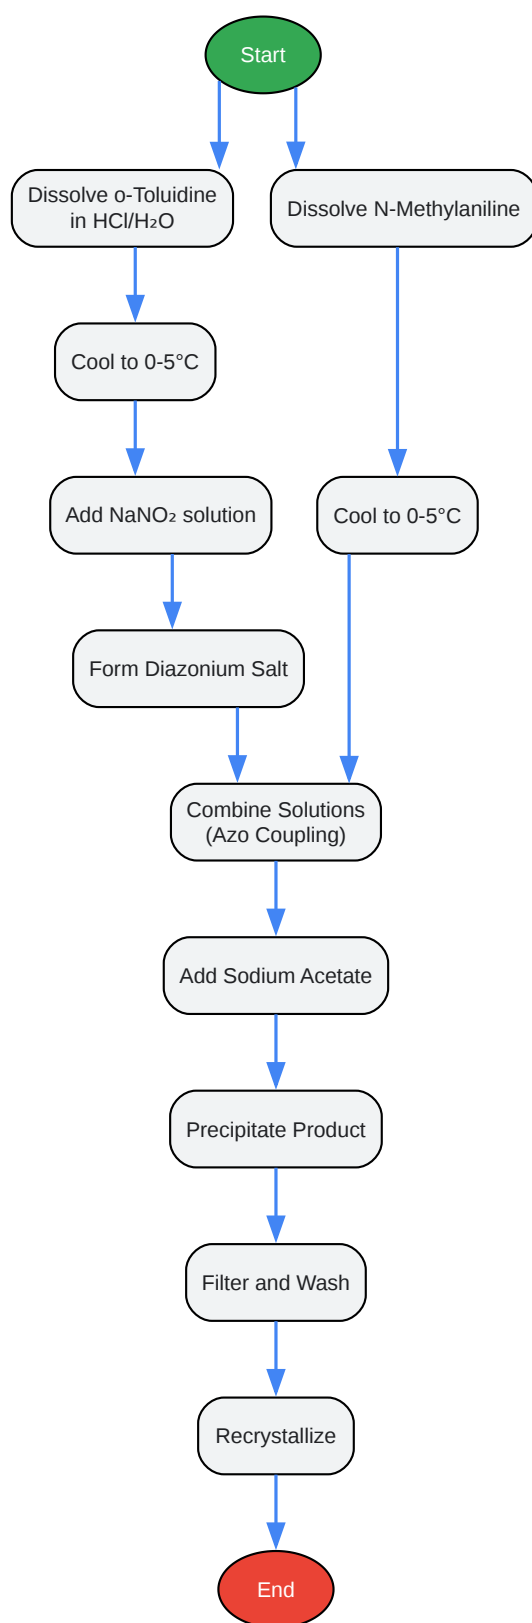 Start
Dissolve o-Toluidine
in HCl/H₂O
Dissolve N-Methylaniline
Cool to 0-5°C
Add NaNO₂ solution
Cool to 0-5°C
Form Diazonium Salt
Combine Solutions
(Azo Coupling)
Add Sodium Acetate
Precipitate Product
Filter and Wash
Recrystallize
End